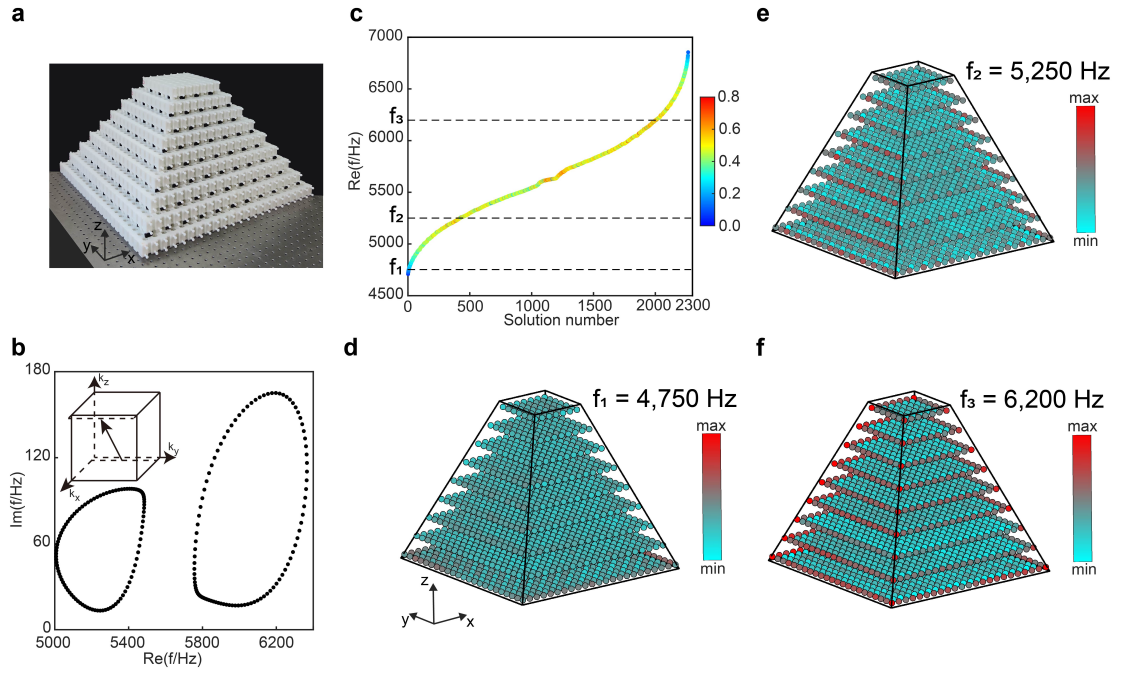 a
z
y
x
b
180
120
60
0
Im(f/Hz)
kz
ky
kx
5000 5400 5800 6200
Re(f/Hz)
c
7000
6500
f₃
6000
5500
f₂
5000
f₁
4500
Re(f/Hz)
0 500 1000 1500 2000 2300
Solution number
0.8
0.6
0.4
0.2
0.0
d
f₁ = 4,750 Hz
max
min
z
y
x
e
f₂ = 5,250 Hz
max
min
f
f₃ = 6,200 Hz
max
min